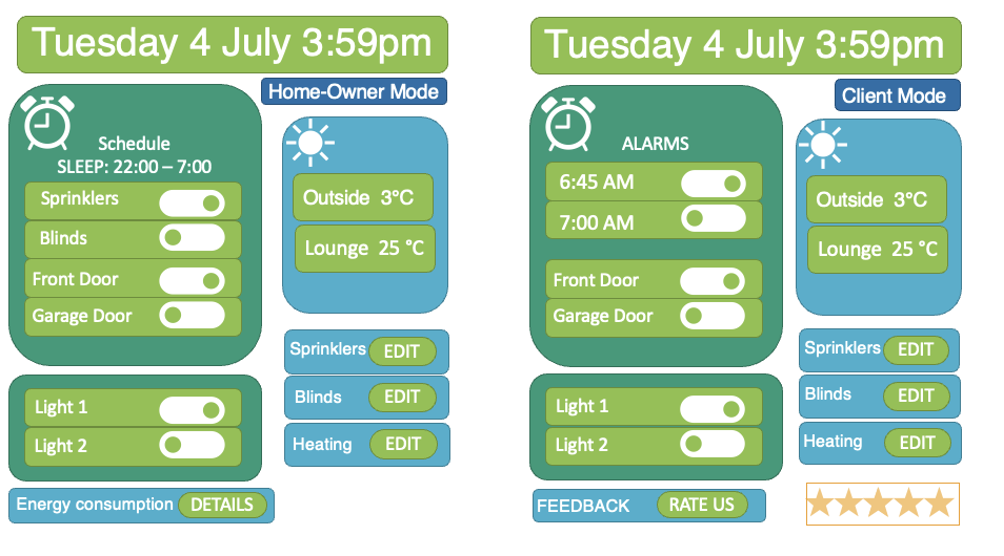 Tuesday 4 July 3:59pm
Home-Owner Mode
Schedule
SLEEP: 22:00 – 7:00
Sprinklers
Blinds
Front Door
Garage Door
Outside 3°C
Lounge 25 °C
Sprinklers EDIT
Blinds EDIT
Heating EDIT
Light 1
Light 2
Energy consumption DETAILS
Tuesday 4 July 3:59pm
Client Mode
ALARMS
6:45 AM
7:00 AM
Front Door
Garage Door
Outside 3°C
Lounge 25 °C
Sprinklers EDIT
Blinds EDIT
Heating EDIT
Light 1
Light 2
FEEDBACK RATE US